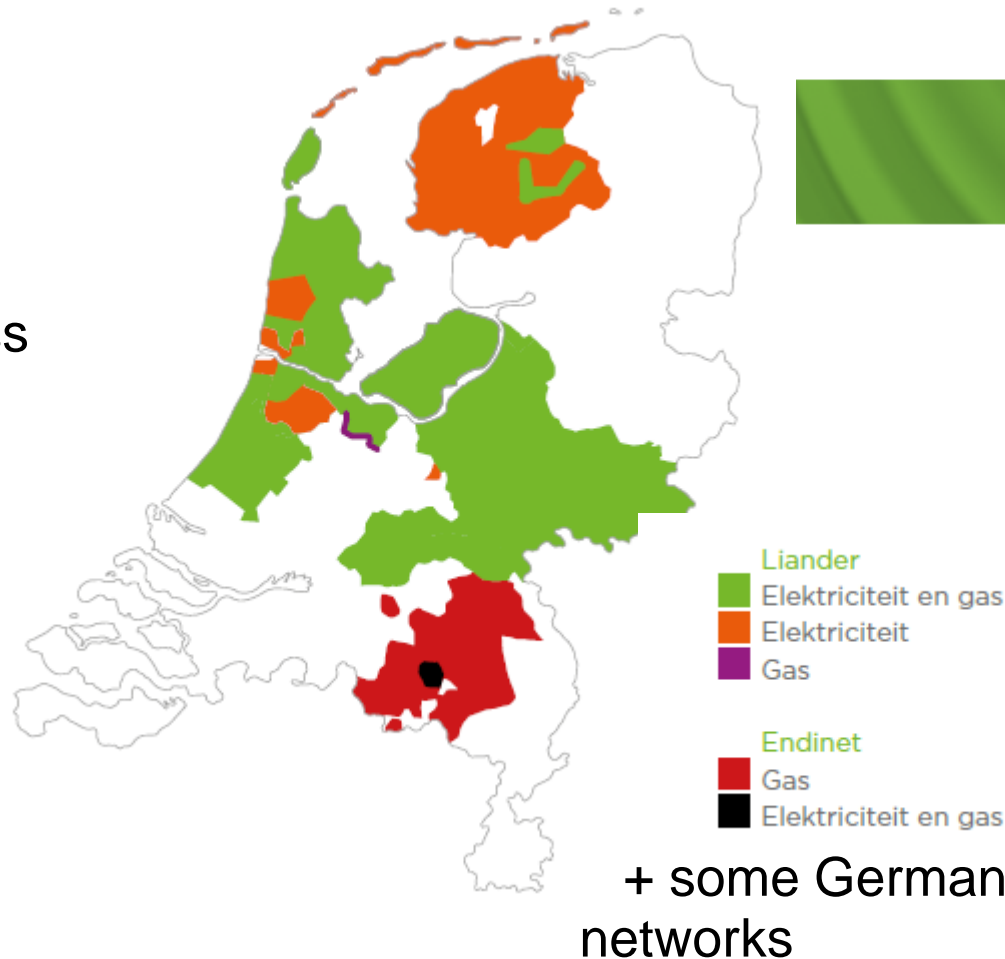 s
Liander
Elektriciteit en gas
Elektriciteit
Gas
Endinet
Gas
Elektriciteit en gas
+ some German
networks